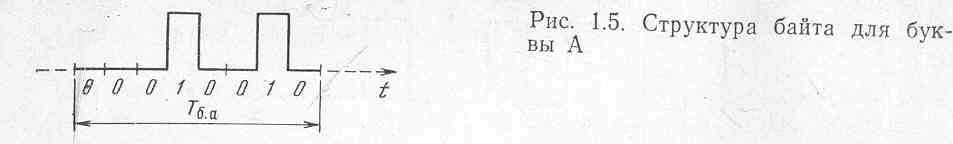 Рис. 1.5. Структура байта для бук-
вы А
0 0 0 1 0 0 1 0
t
Tб.а